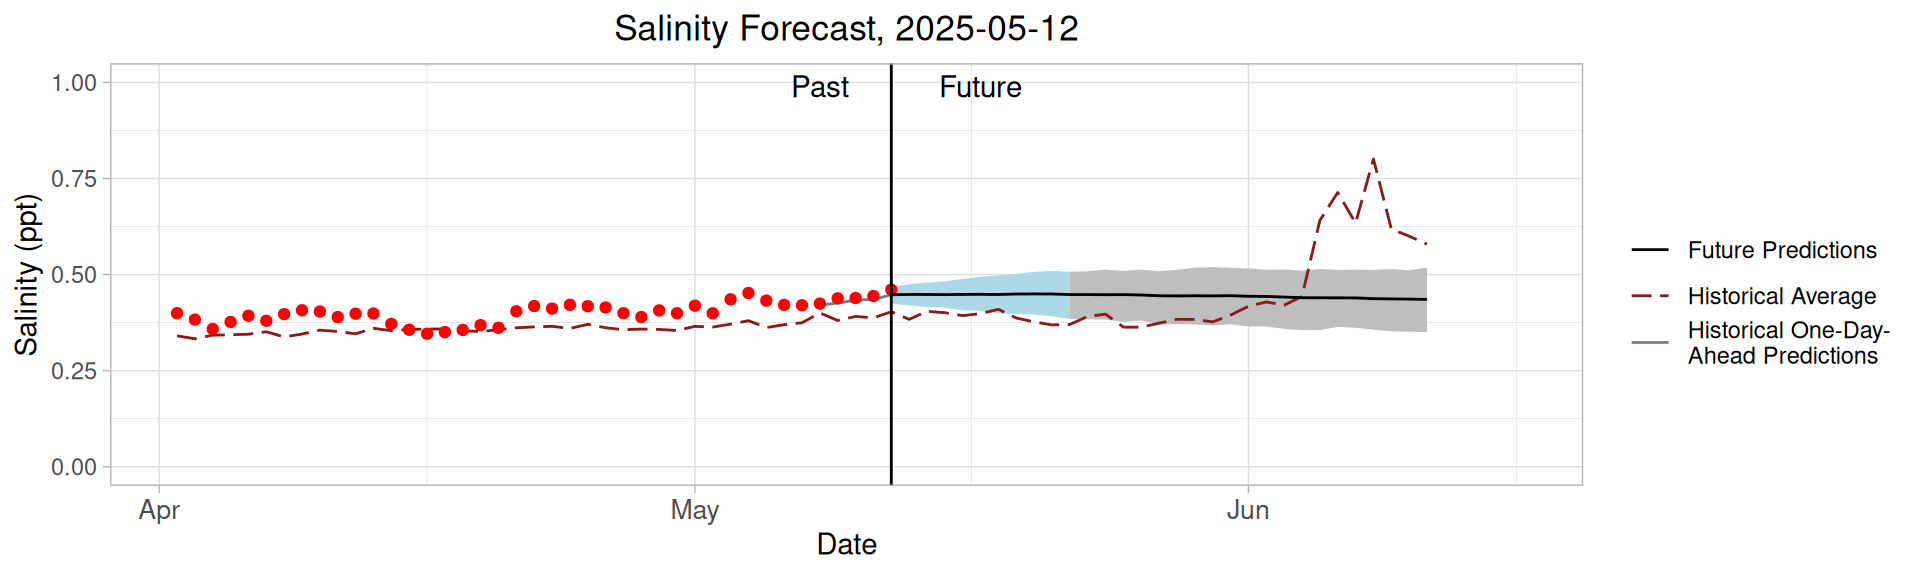 Salinity Forecast, 2025-05-12
Past
Future
1.00
0.75
0.50
0.25
0.00
Salinity (ppt)
Apr
May
Jun
Date
Future Predictions
Historical Average
Historical One-Day-
Ahead Predictions